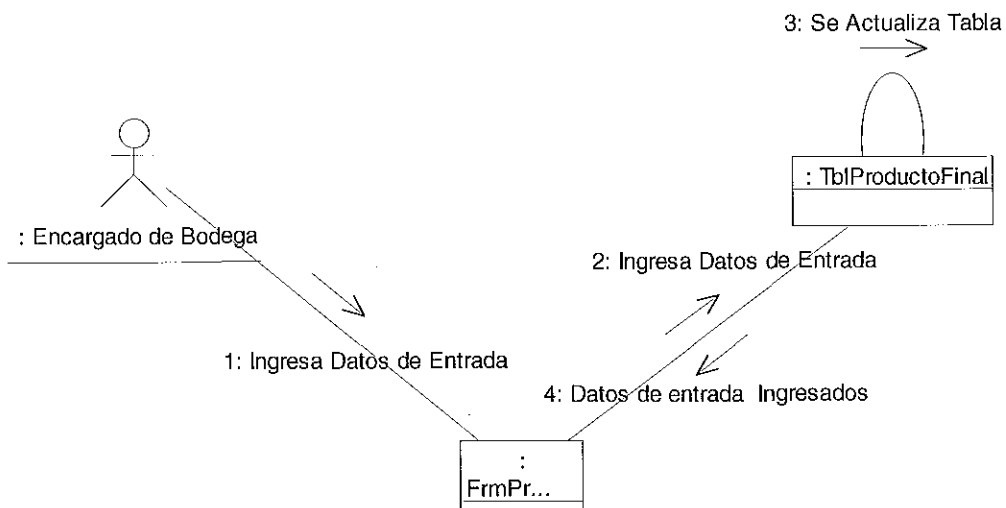 3: Se Actualiza Tabla
: TblProductoFinal
: Encargado de Bodega
2: Ingresa Datos de Entrada
1: Ingresa Datos de Entrada
4: Datos de entrada Ingresados
:
FrmPr...